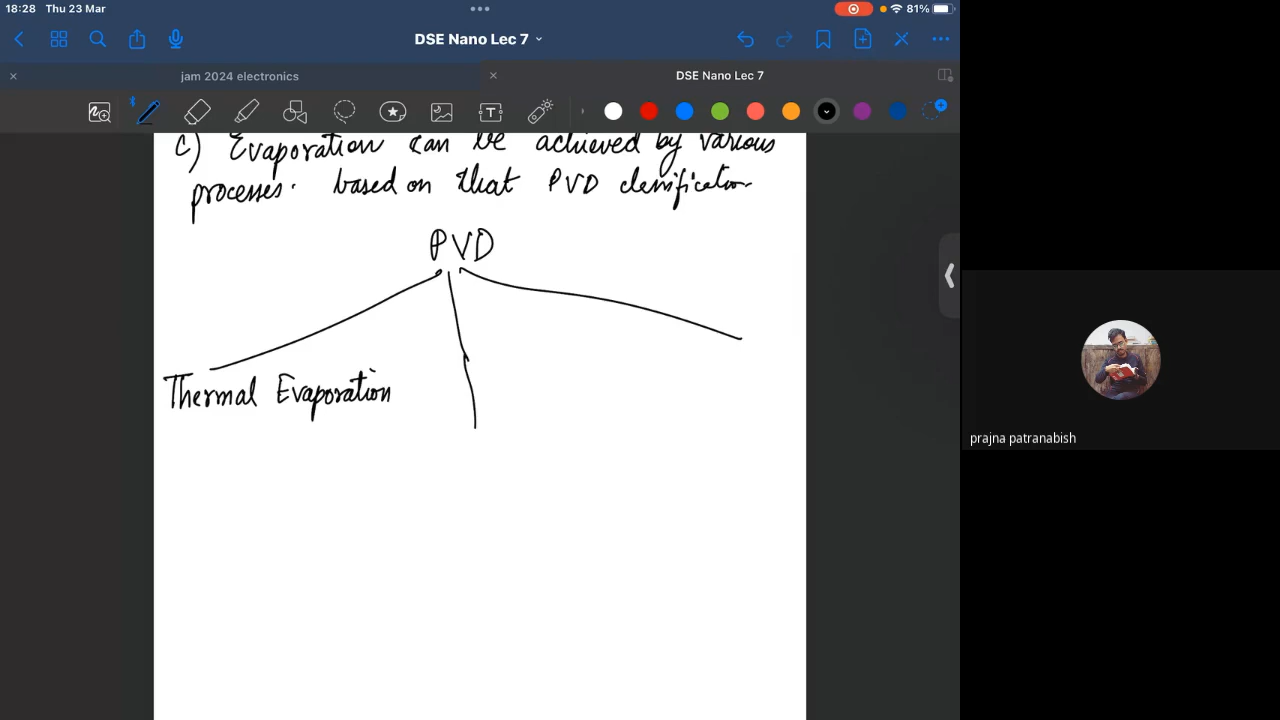 18:28 Thu 23 Mar
81%
DSE Nano Lec 7
jam 2024 electronics
DSE Nano Lec 7
c) Evaporation can be achieved by various
processes. based on that PVD classification
PVD
Thermal Evaporation
prajna patranabish